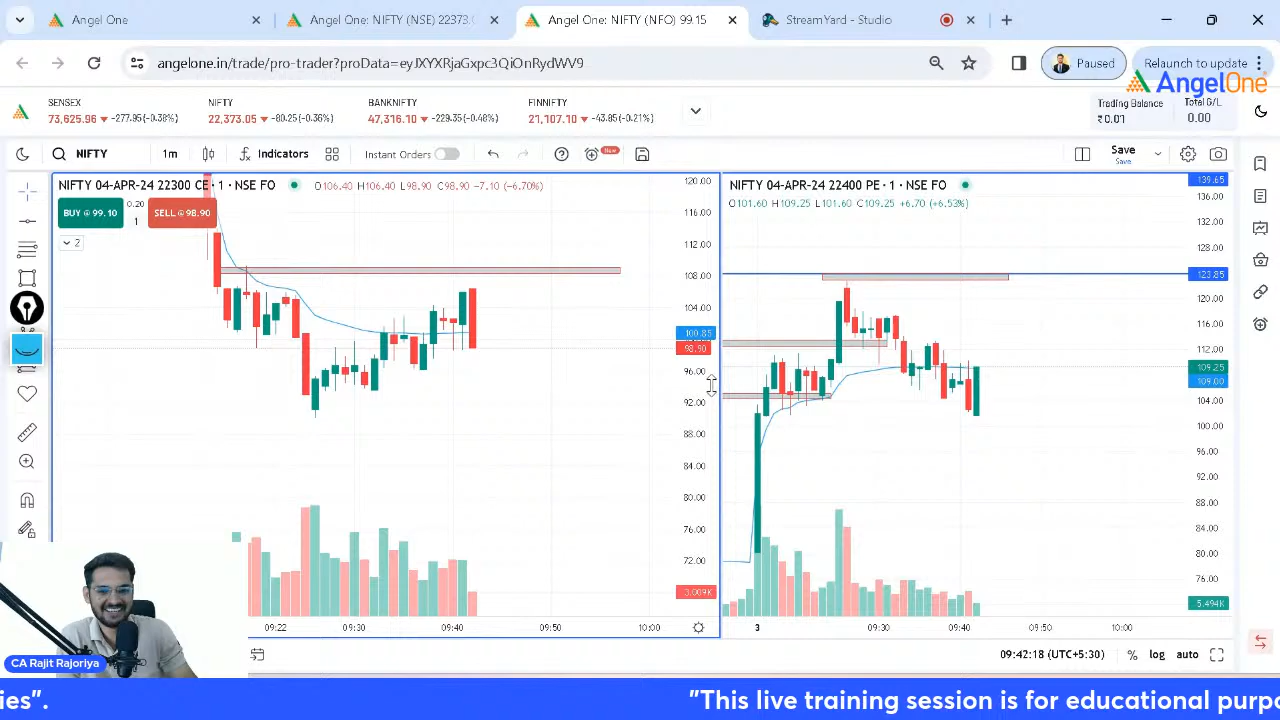 Angel One
Angel One: NIFTY (NSE) 22373.
Angel One: NIFTY (NFO) 99.15
StreamYard - Studio
angelone.in/trade/pro-trader?proData=eyJXYXRjaGxpc3QiOnRydWV9
Paused
Relaunch to update
AngelOne
SENSEX
73,625.96 -277.95(-0.38%)
NIFTY
22,373.05 -80.25(-0.36%)
BANKNIFTY
47,316.10 -229.35(-0.48%)
FINNIFTY
21,107.10 -43.85(-0.21%)
Trading Balance
₹0.01
Total G/L
0.00
NIFTY
1m
Indicators
Instant Orders
New
Save
Save
NIFTY 04-APR-24 22300 CE · 1 · NSE FO
O106.40 H106.40 L98.90 C98.90 -7.10 (-6.70%)
BUY @ 99.10
0.20
1
SELL @ 98.90
2
120.00
116.00
112.00
108.00
104.00
100.85
98.90
96.00
92.00
88.00
84.00
80.00
76.00
72.00
3.009K
09:22
09:30
09:40
09:50
10:00
NIFTY 04-APR-24 22400 PE · 1 · NSE FO
O101.60 H109.25 L101.60 C109.25 +6.70 (+6.53%)
139.65
136.00
132.00
128.00
123.85
120.00
116.00
112.00
109.25
109.00
104.00
100.00
96.00
92.00
88.00
84.00
80.00
76.00
5.494K
3
09:30
09:40
09:50
10:00
09:42:18 (UTC+5:30)
%
log
auto
CA Rajit Rajoriya
ies".
"This live training session is for educational purpo